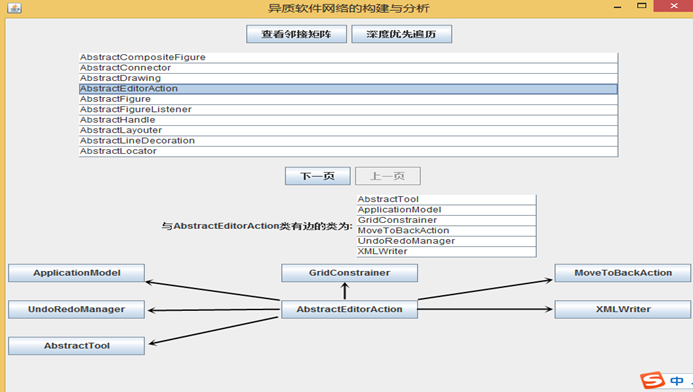 异质软件网络的构建与分析
查看邻接矩阵 深度优先遍历
AbstractCompositeFigure
AbstractConnector
AbstractDrawing
AbstractEditorAction
AbstractFigure
AbstractFigureListener
AbstractHandle
AbstractLayouter
AbstractLineDecoration
AbstractLocator
下一页 上一页
与AbstractEditorAction类有边的类为:
AbstractTool
ApplicationModel
GridConstrainer
MoveToBackAction
UndoRedoManager
XMLWriter
ApplicationModel GridConstrainer MoveToBackAction
UndoRedoManager AbstractEditorAction XMLWriter
AbstractTool
S 中